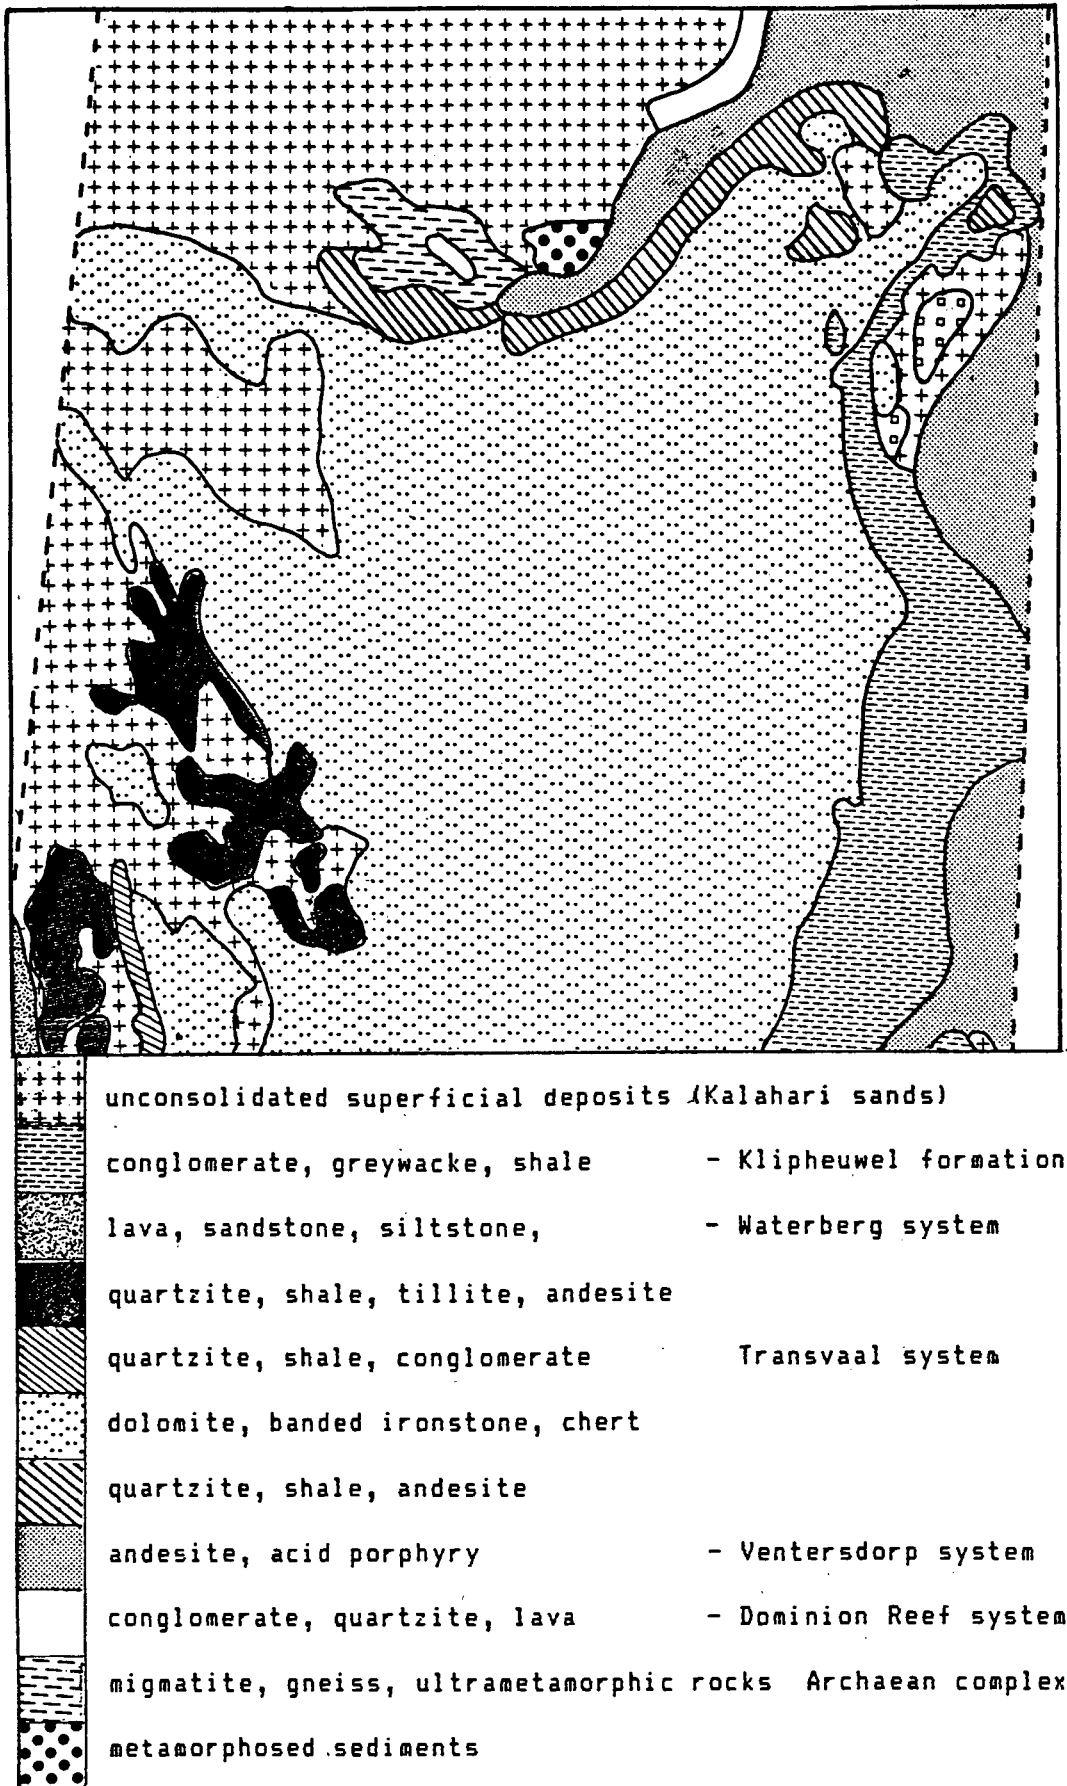 unconsolidated superficial deposits (Kalahari sands)
conglomerate, greywacke, shale - Klipheuwel formation
lava, sandstone, siltstone, - Waterberg system
quartzite, shale, tillite, andesite
quartzite, shale, conglomerate Transvaal system
dolomite, banded ironstone, chert
quartzite, shale, andesite
andesite, acid porphyry - Ventersdorp system
conglomerate, quartzite, lava - Dominion Reef system
migmatite, gneiss, ultrametamorphic rocks Archaean complex
metamorphosed sediments